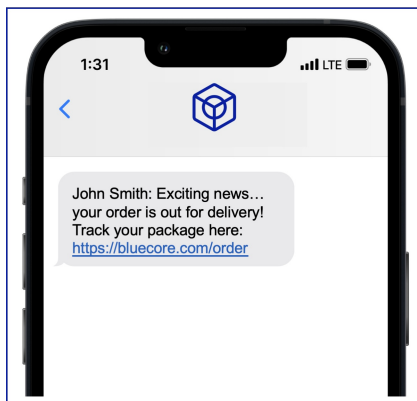 1:31
LTE
John Smith: Exciting news…
your order is out for delivery!
Track your package here:
https://bluecore.com/order